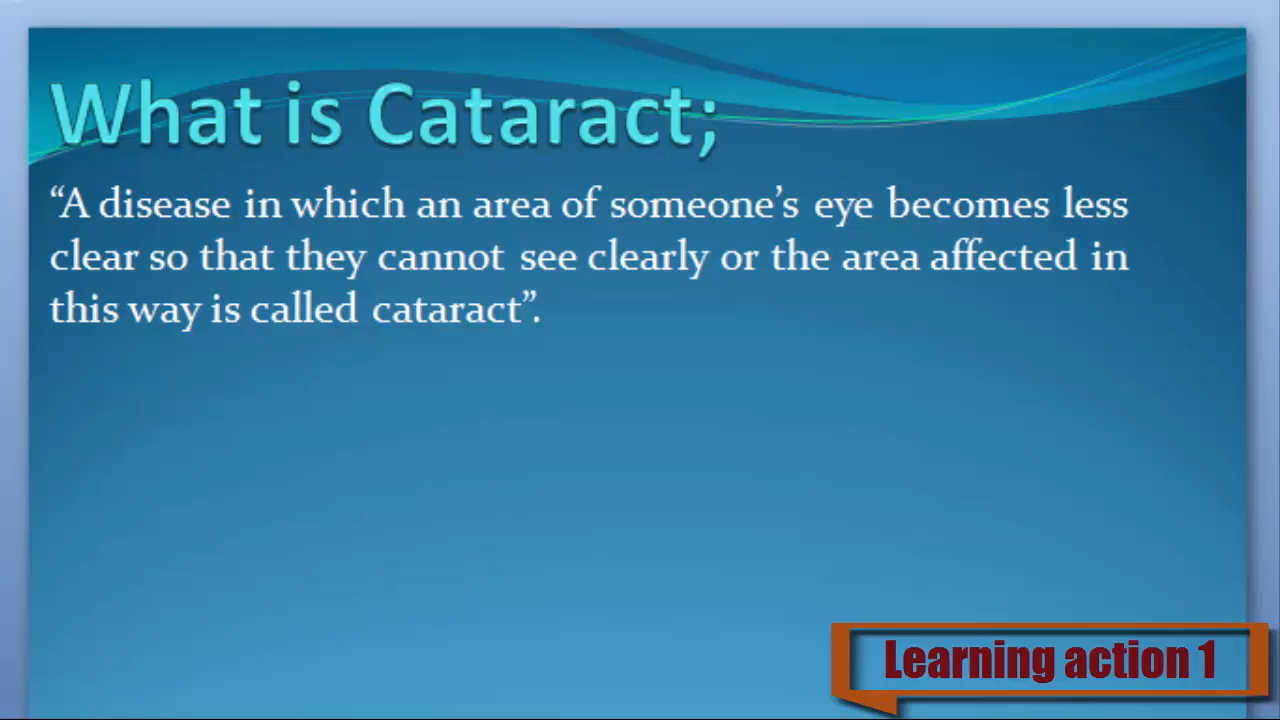 What is Cataract;
“A disease in which an area of someone’s eye becomes less
clear so that they cannot see clearly or the area affected in
this way is called cataract”.
Learning action 1